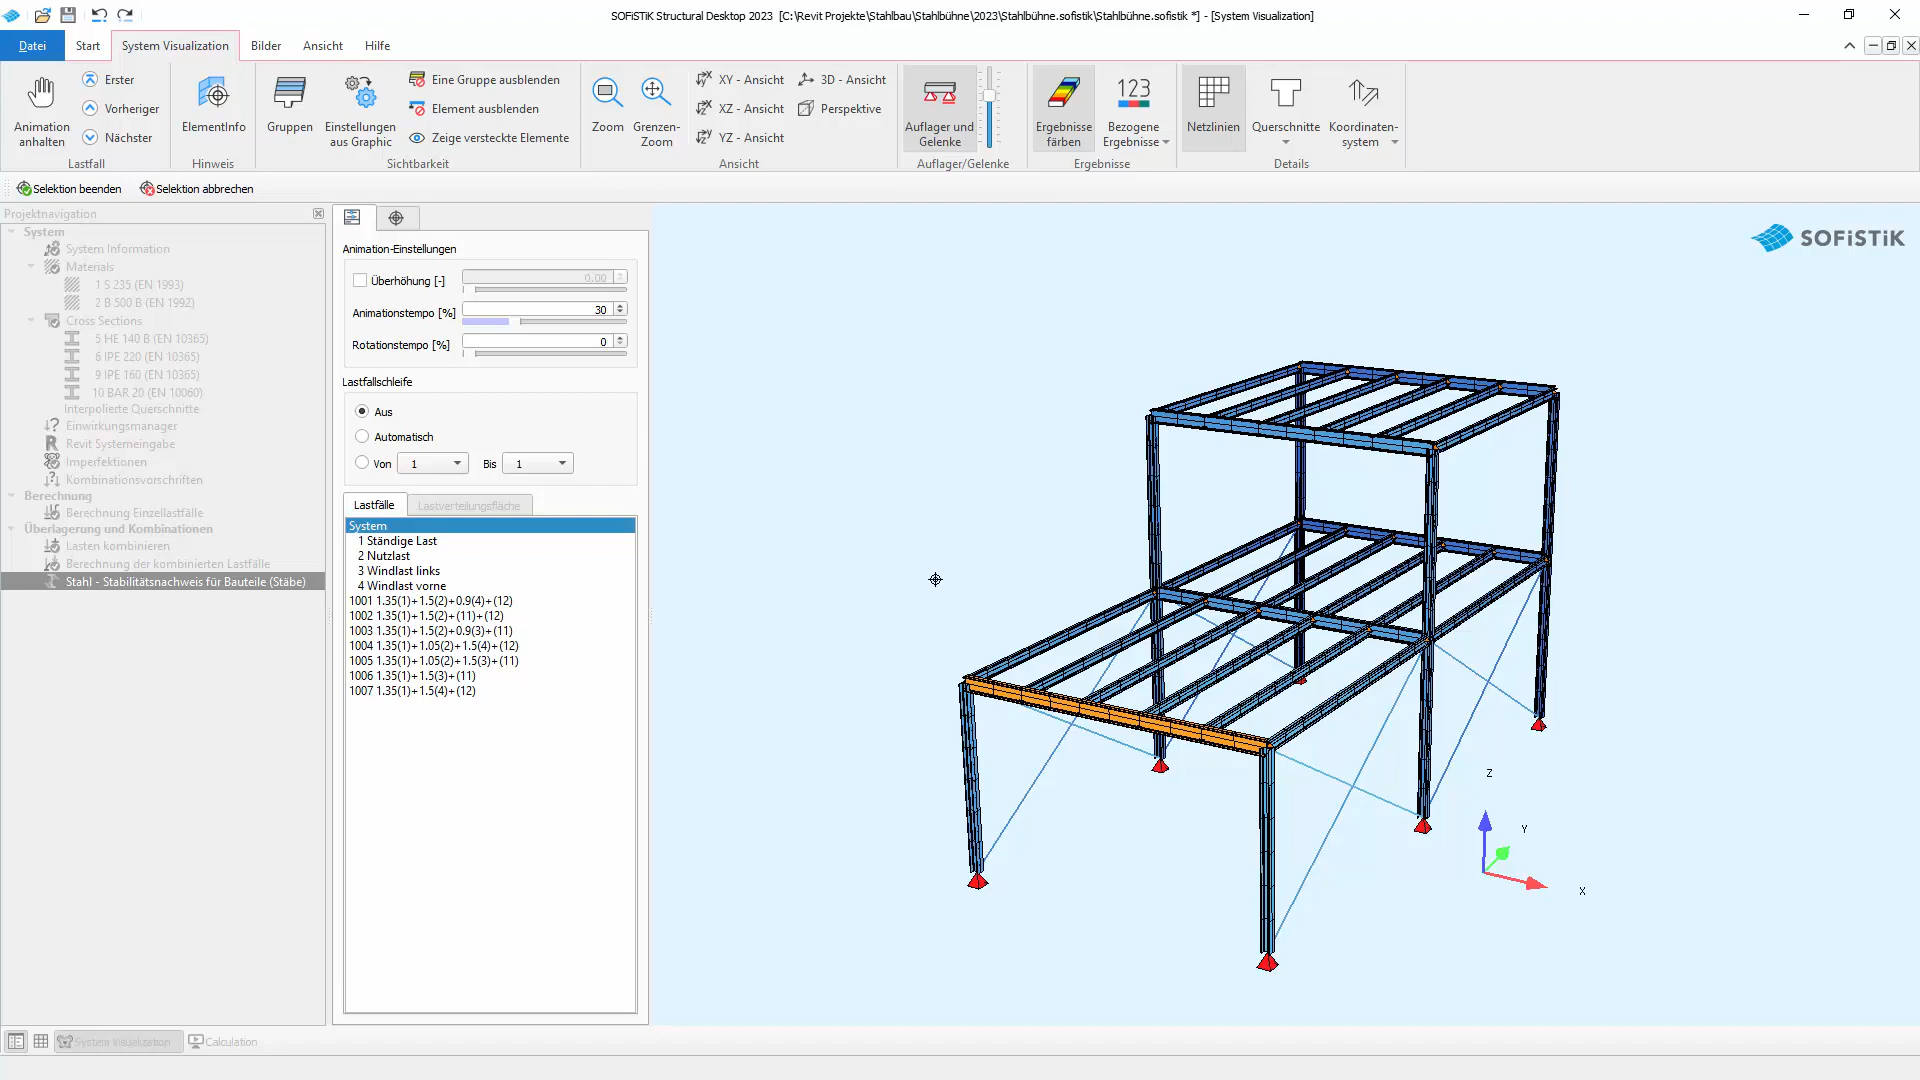 SOFiSTiK Structural Desktop 2023 [C:\Revit Projekte\Stahlbau\Stahlbühne\2023\Stahlbühne.sofistik\Stahlbühne.sofistik *] - [System Visualization]
Datei Start System Visualization Bilder Ansicht Hilfe
Animation anhalten
Erster
Vorheriger
Nächster
Lastfall
ElementInfo
Hinweis
Gruppen
Einstellungen aus Graphic
Eine Gruppe ausblenden
Element ausblenden
Zeige versteckte Elemente
Sichtbarkeit
Zoom
Grenzen-Zoom
XY - Ansicht
XZ - Ansicht
YZ - Ansicht
3D - Ansicht
Perspektive
Ansicht
Auflager und Gelenke
Auflager/Gelenke
Ergebnisse färben
123
Bezogene Ergebnisse
Ergebnisse
Netzlinien
Querschnitte
Koordinaten-system
Details
Selektion beenden Selektion abbrechen
Projektnavigation
System
System Information
Materials
1 S 235 (EN 1993)
2 B 500 B (EN 1992)
Cross Sections
5 HE 140 B (EN 10365)
6 IPE 220 (EN 10365)
9 IPE 160 (EN 10365)
10 BAR 20 (EN 10060)
Interpolierte Querschnitte
Einwirkungsmanager
Revit Systemeingabe
Imperfektionen
Kombinationsvorschriften
Berechnung
Berechnung Einzellastfälle
Überlagerung und Kombinationen
Lasten kombinieren
Berechnung der kombinierten Lastfälle
Stahl - Stabilitätsnachweis für Bauteile (Stäbe)
Animation-Einstellungen
Überhöhung [-] 0.00
Animationstempo [%] 30
Rotationstempo [%] 0
Lastfallschleife
Aus
Automatisch
Von 1 Bis 1
Lastfälle Lastverteilungsfläche
System
1 Ständige Last
2 Nutzlast
3 Windlast links
4 Windlast vorne
1001 1.35(1)+1.5(2)+0.9(4)+(12)
1002 1.35(1)+1.5(2)+(11)+(12)
1003 1.35(1)+1.5(2)+0.9(3)+(11)
1004 1.35(1)+1.05(2)+1.5(4)+(12)
1005 1.35(1)+1.05(2)+1.5(3)+(11)
1006 1.35(1)+1.5(3)+(11)
1007 1.35(1)+1.5(4)+(12)
SOFiSTiK
Z
Y
X
System Visualization Calculation